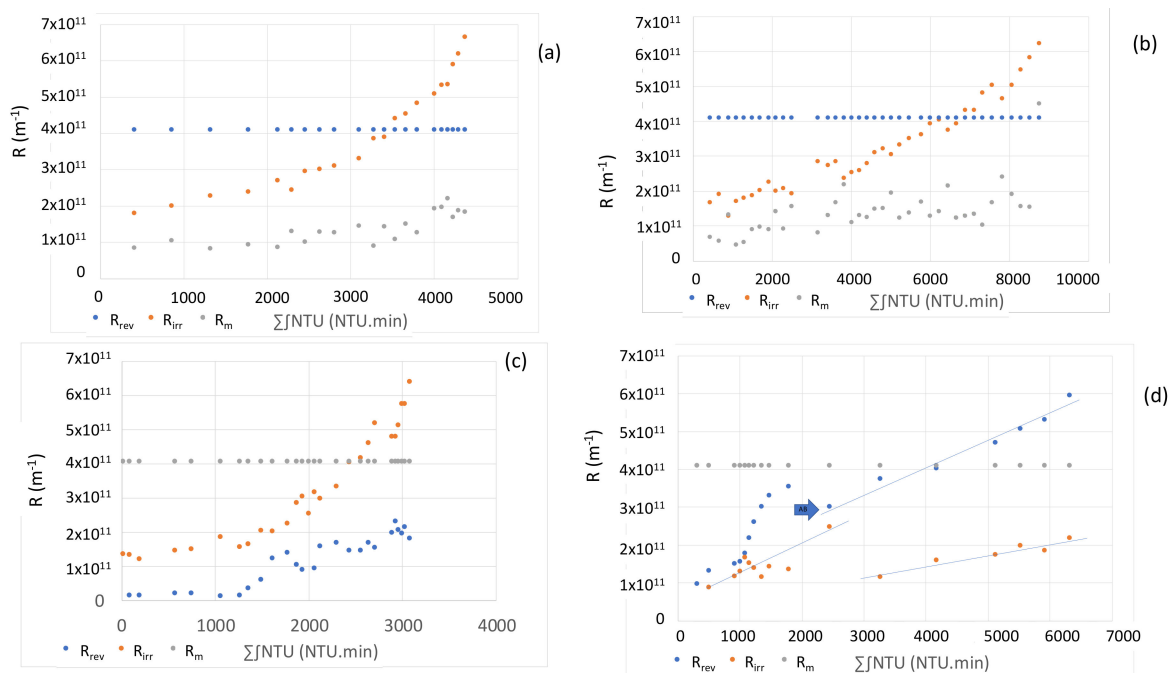 (a)
7x10¹¹
6x10¹¹
5x10¹¹
4x10¹¹
3x10¹¹
2x10¹¹
1x10¹¹
0
R (m⁻¹)
0 1000 2000 3000 4000 5000
R_rev R_irr R_m ∑∫NTU (NTU.min)
(b)
7x10¹¹
6x10¹¹
5x10¹¹
4x10¹¹
3x10¹¹
2x10¹¹
1x10¹¹
0
R (m⁻¹)
0 2000 4000 6000 8000 10000
R_rev R_irr R_m ∑∫NTU (NTU.min)
(c)
7x10¹¹
6x10¹¹
5x10¹¹
4x10¹¹
3x10¹¹
2x10¹¹
1x10¹¹
0
R (m⁻¹)
0 1000 2000 3000 4000
R_rev R_irr R_m ∑∫NTU (NTU.min)
(d)
7x10¹¹
6x10¹¹
5x10¹¹
4x10¹¹
3x10¹¹
2x10¹¹
1x10¹¹
0
R (m⁻¹)
AB
0 1000 2000 3000 4000 5000 6000 7000
R_rev R_irr R_m ∑∫NTU (NTU.min)